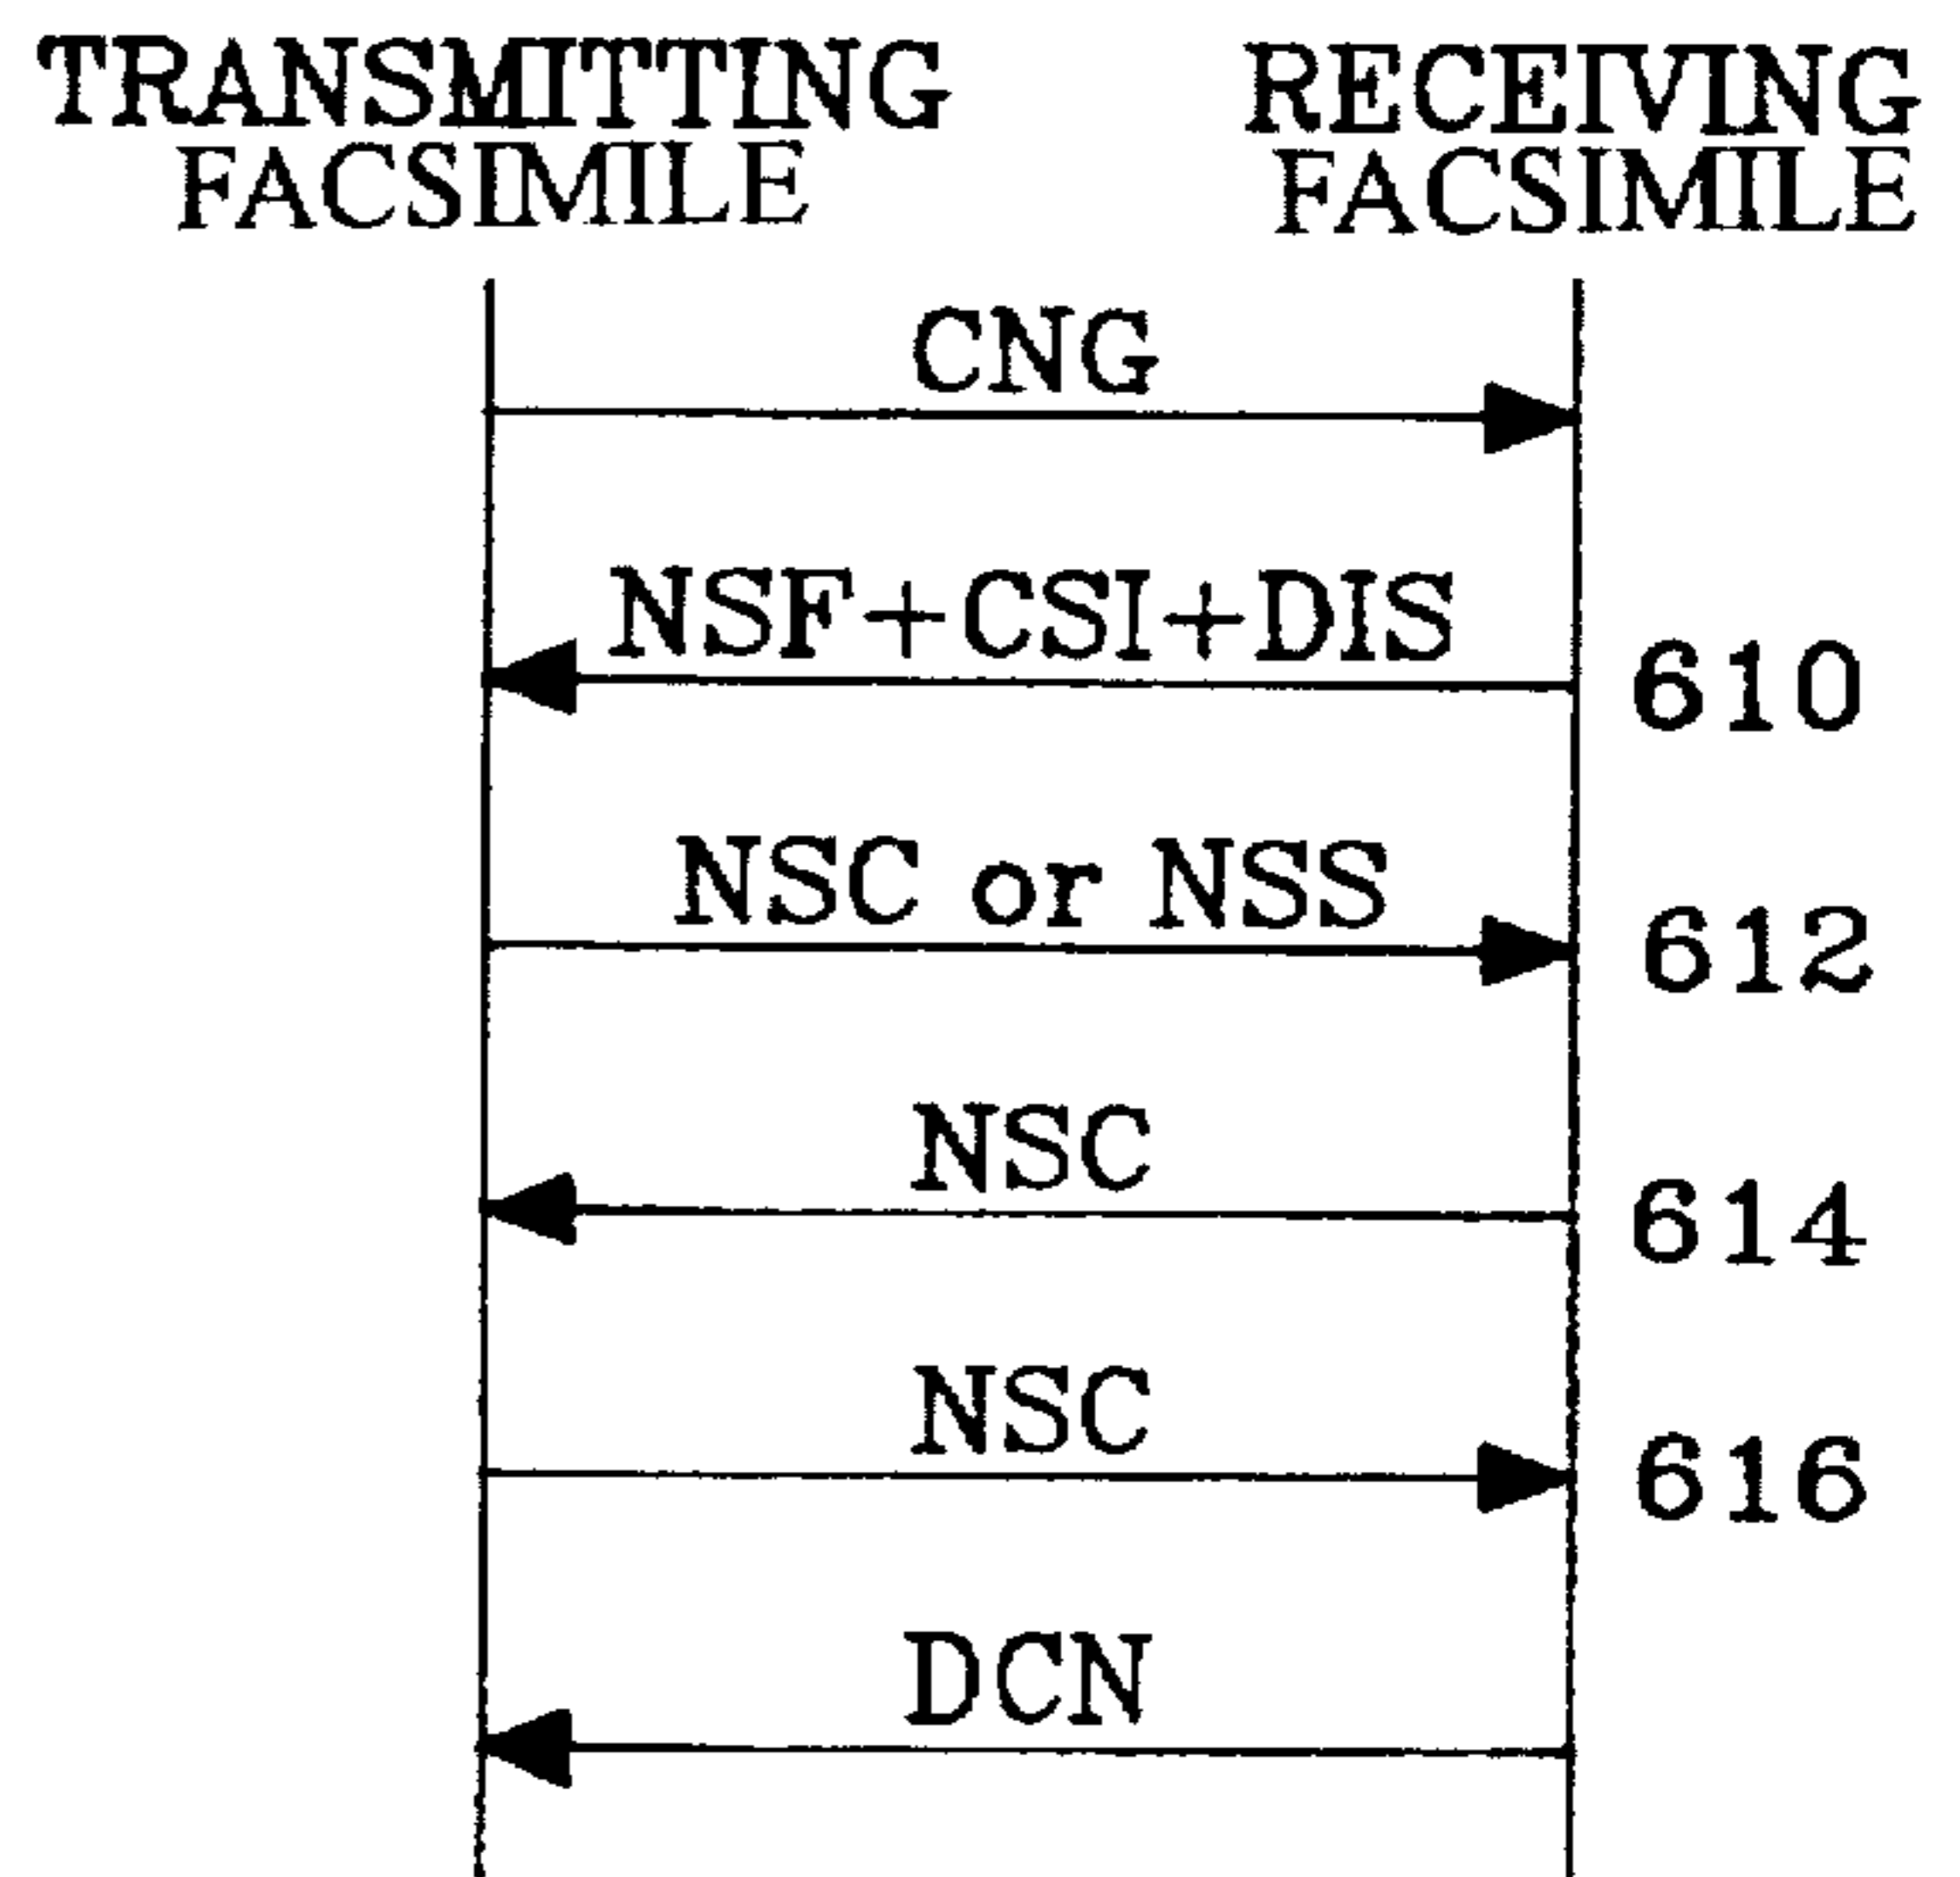 TRANSMITTING FACSIMILE
RECEIVING FACSIMILE
CNG
NSF+CSI+DIS
610
NSC or NSS
612
NSC
614
NSC
616
DCN